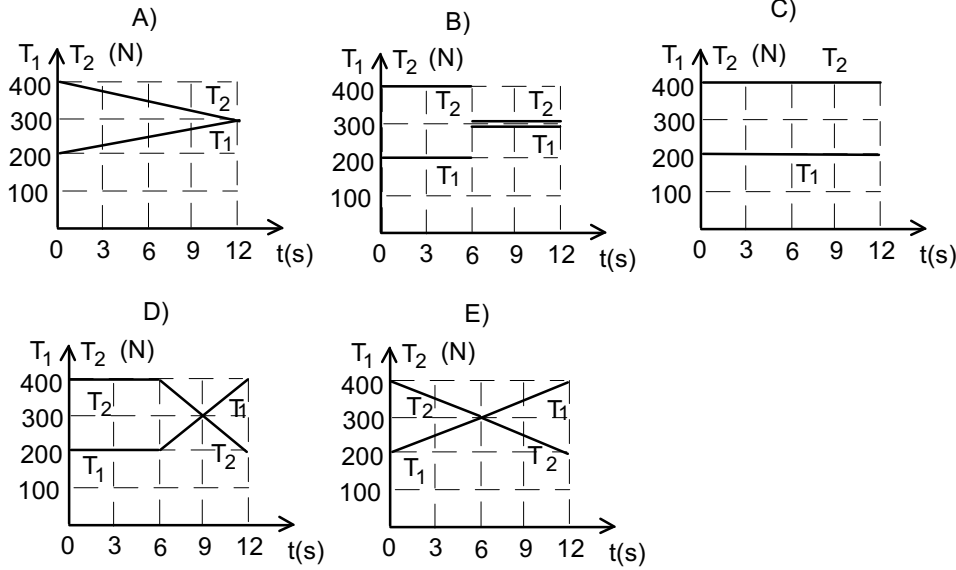 A)
T1 T2 (N)
400
300
200
100
T2
T1
0 3 6 9 12 t(s)
B)
T1 T2 (N)
400
300
200
100
T2 T2
T1
T1
0 3 6 9 12 t(s)
C)
T1 T2 (N) T2
400
300
200
100
T1
0 3 6 9 12 t(s)
D)
T1 T2 (N)
400
300
200
100
T2 T1
T1 T2
0 3 6 9 12 t(s)
E)
T1 T2 (N)
400
300
200
100
T2 T1
T1 T2
0 3 6 9 12 t(s)